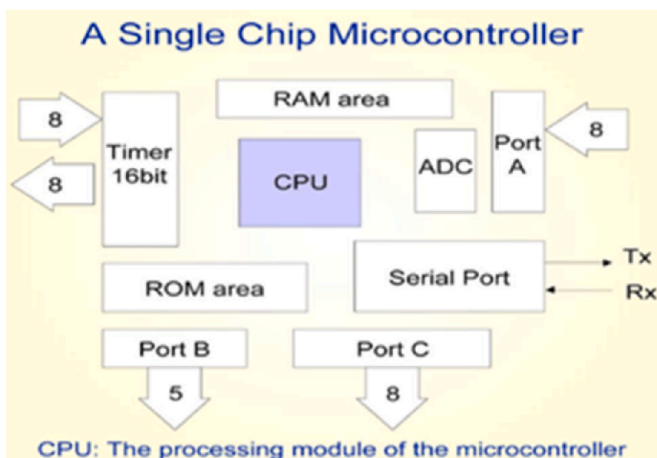 A Single Chip Microcontroller
RAM area
8
Timer
16bit
8
CPU
ADC
Port
A
8
ROM area
Serial Port
Tx
Rx
Port B
Port C
5
8
CPU: The processing module of the microcontroller